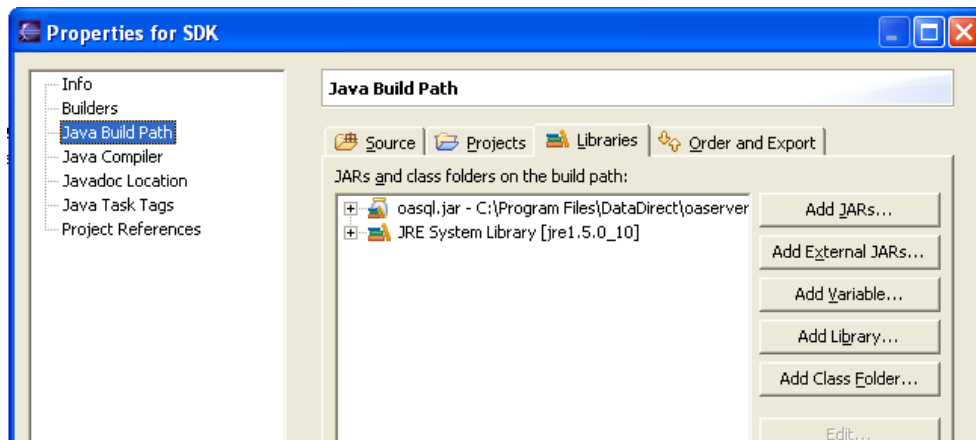 Properties for SDK
Info
Builders
Java Build Path
Java Compiler
Javadoc Location
Java Task Tags
Project References
Java Build Path
Source
Projects
Libraries
Order and Export
JARs and class folders on the build path:
oasql.jar - C:\Program Files\DataDirect\oaserver
JRE System Library [jre1.5.0_10]
Add JARs...
Add External JARs...
Add Variable...
Add Library...
Add Class Folder...
Edit...